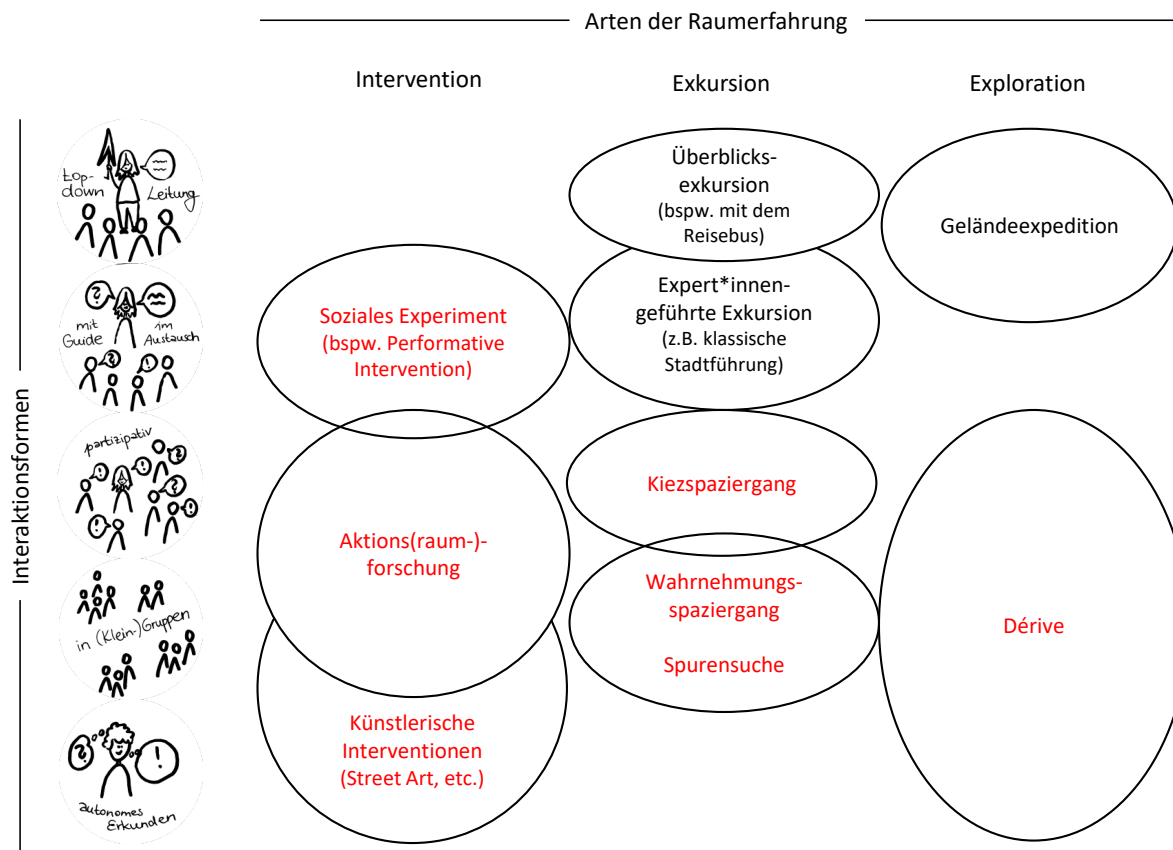 Arten der Raumerfahrung
Intervention
Exkursion
Exploration
Interaktionsformen
top-
down
Leitung
?
mit
Guide
im
Austausch
?
!
partizipativ
!
!
?
!
?
!
in (Klein-)Gruppen
?
!
autonomes
Erkunden
Soziales Experiment
(bspw. Performative
Intervention)
Aktions(raum-)-
forschung
Künstlerische
Interventionen
(Street Art, etc.)
Überblicks-
exkursion
(bspw. mit dem
Reisebus)
Expert*innen-
geführte Exkursion
(z.B. klassische
Stadtführung)
Kiezspaziergang
Wahrnehmungs-
spaziergang
Spurensuche
Geländeexpedition
Dérive